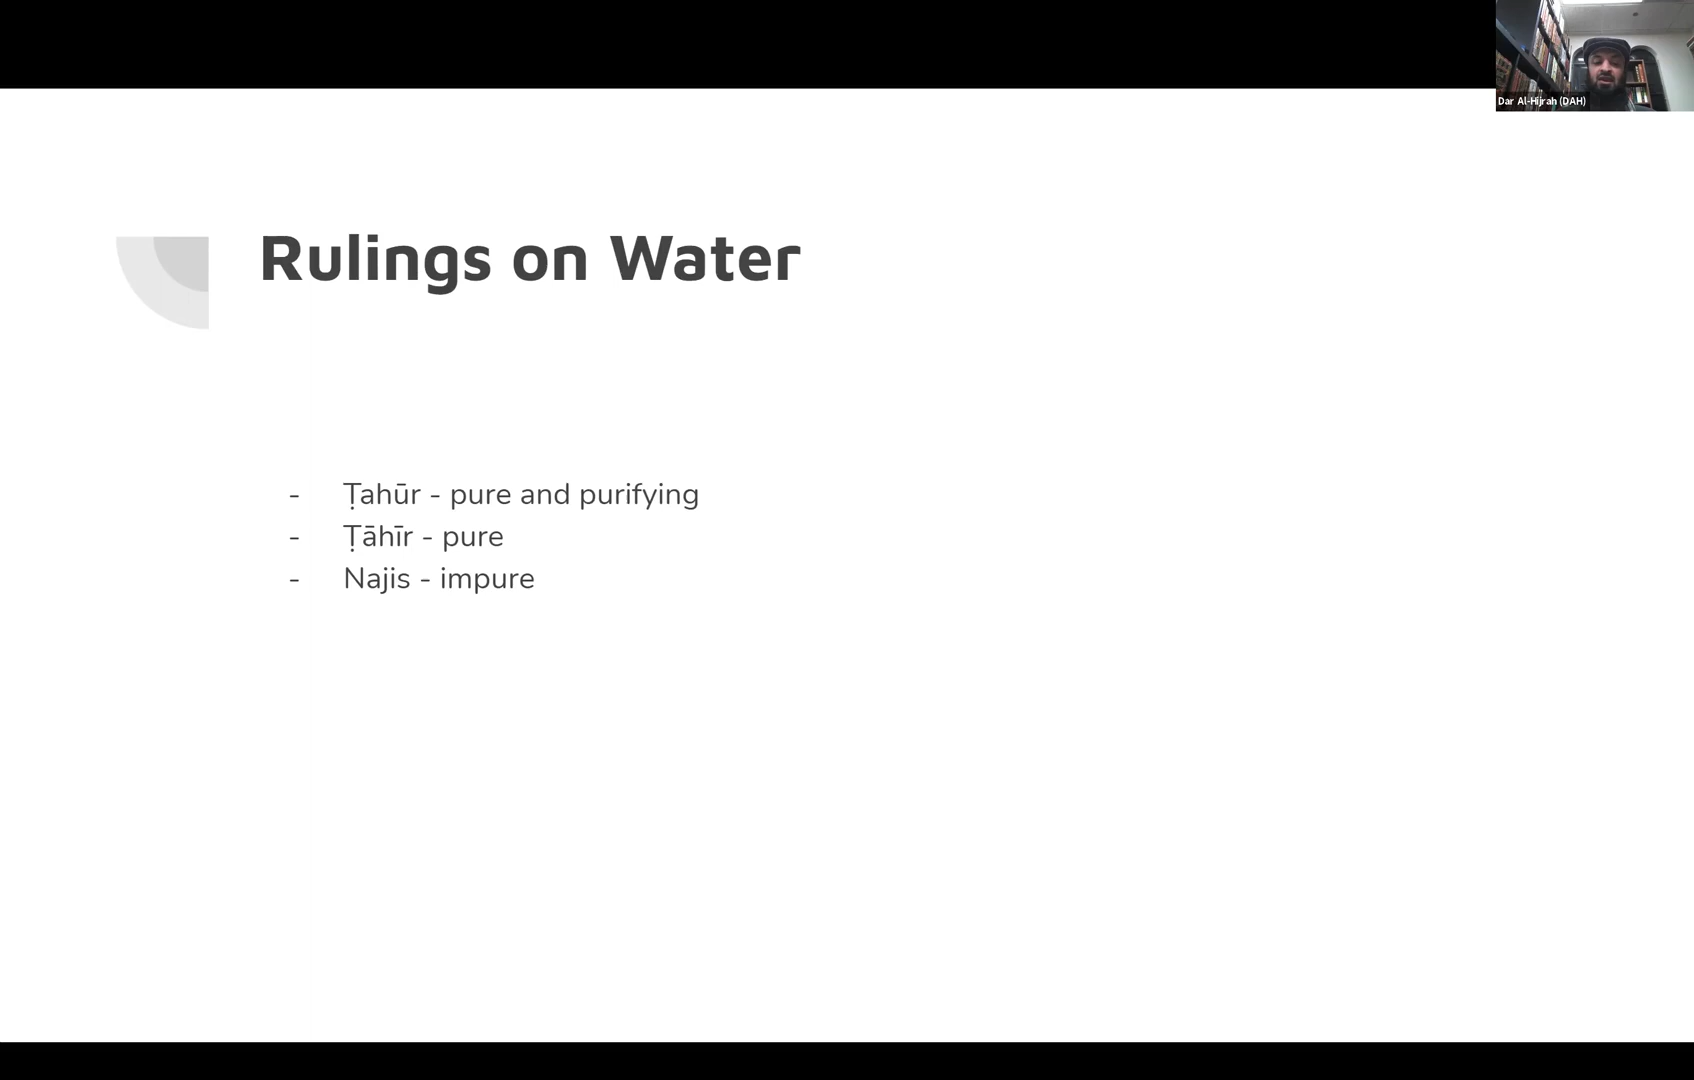 Dar Al-Hijrah (DAH)
Rulings on Water
- Ṭahūr - pure and purifying
- Ṭāhīr - pure
- Najis - impure